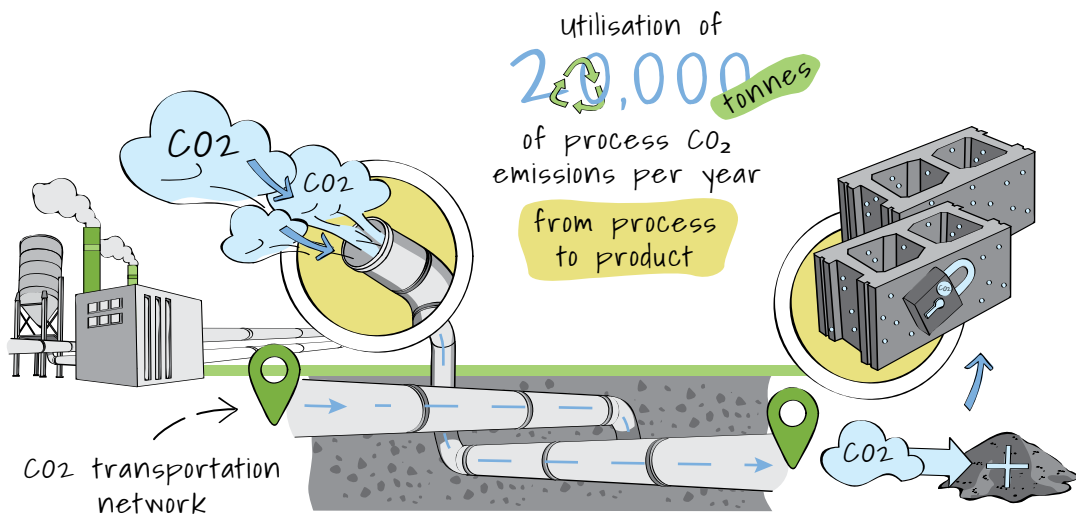 Utilisation of
20,000
tonnes
of process CO₂
emissions per year
from process
to product
CO2
CO2
CO2 transportation
network
CO2
CO2